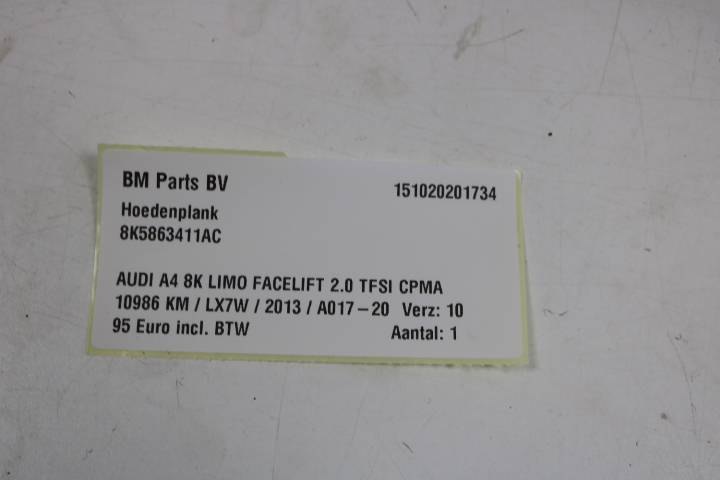 BM Parts BV 151020201734
Hoedenplank
8K5863411AC
AUDI A4 8K LIMO FACELIFT 2.0 TFSI CPMA
10986 KM / LX7W / 2013 / A017-20 Verz: 10
95 Euro incl. BTW Aantal: 1